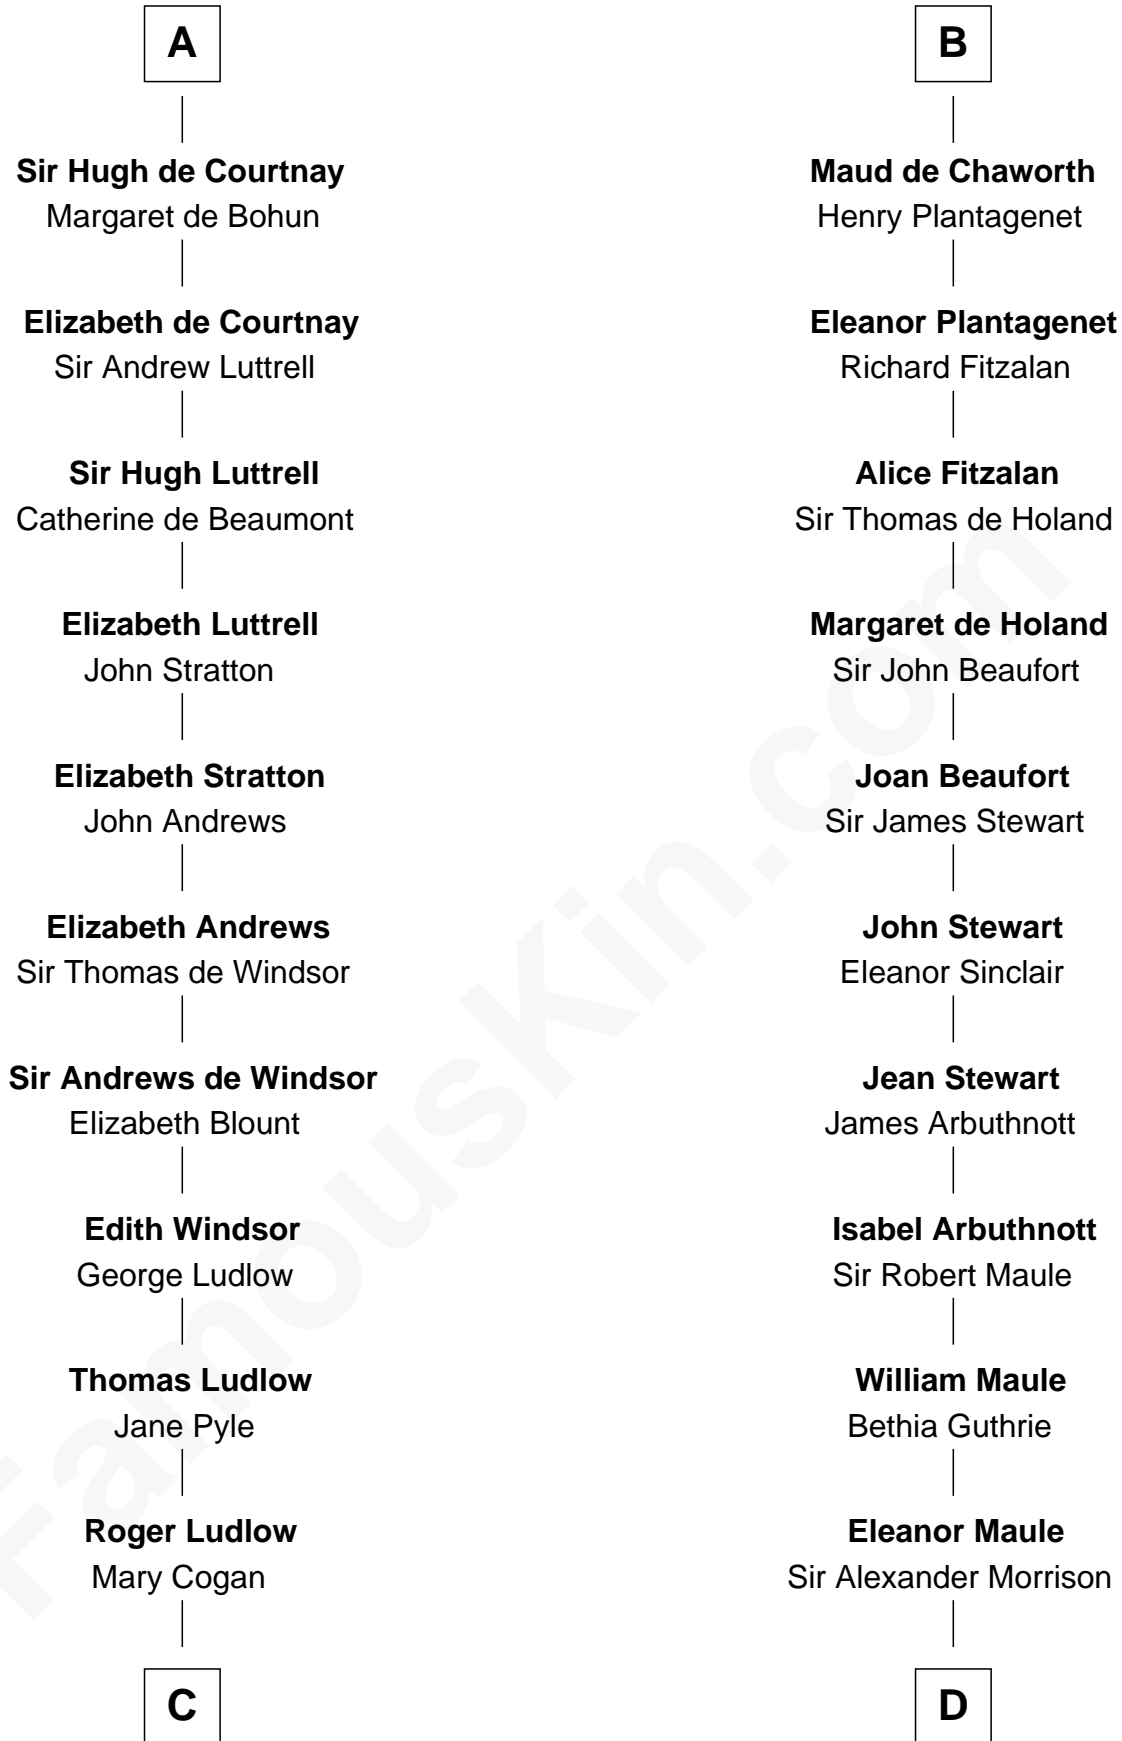 A
Sir Hugh de Courtnay
Margaret de Bohun
Elizabeth de Courtnay
Sir Andrew Luttrell
Sir Hugh Luttrell
Catherine de Beaumont
Elizabeth Luttrell
John Stratton
Elizabeth Stratton
John Andrews
Elizabeth Andrews
Sir Thomas de Windsor
Sir Andrews de Windsor
Elizabeth Blount
Edith Windsor
George Ludlow
Thomas Ludlow
Jane Pyle
Roger Ludlow
Mary Cogan
C
B
Maud de Chaworth
Henry Plantagenet
Eleanor Plantagenet
Richard Fitzalan
Alice Fitzalan
Sir Thomas de Holand
Margaret de Holand
Sir John Beaufort
Joan Beaufort
Sir James Stewart
John Stewart
Eleanor Sinclair
Jean Stewart
James Arbuthnott
Isabel Arbuthnott
Sir Robert Maule
William Maule
Bethia Guthrie
Eleanor Maule
Sir Alexander Morrison
D
FamousKin.com